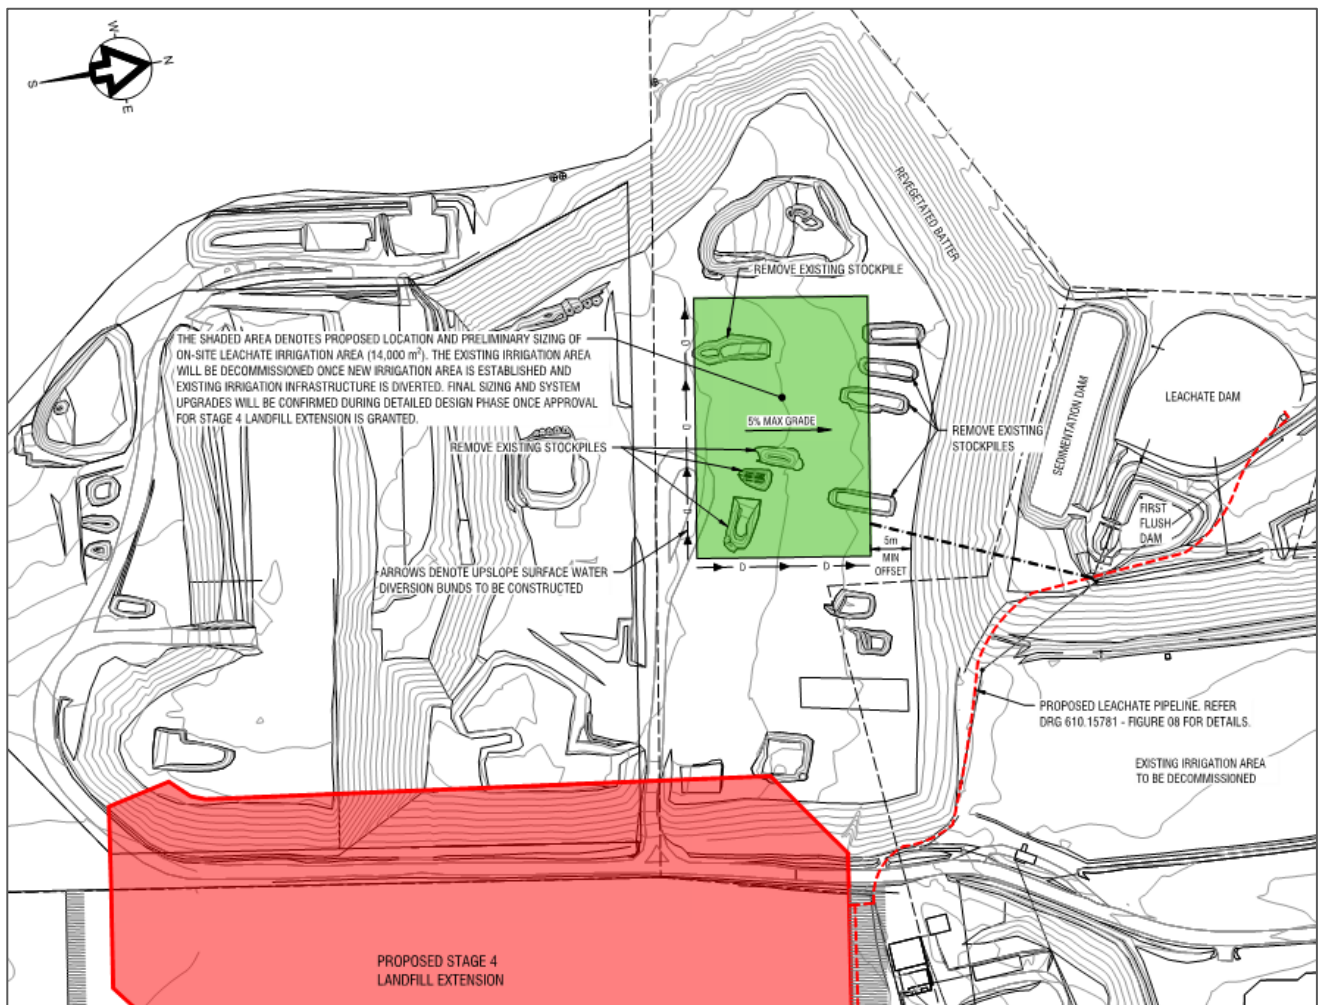 W
N
S
E
REVEGETATED BATTER
REMOVE EXISTING STOCKPILE
THE SHADED AREA DENOTES PROPOSED LOCATION AND PRELIMINARY SIZING OF
ON-SITE LEACHATE IRRIGATION AREA (14,000 m²). THE EXISTING IRRIGATION AREA
WILL BE DECOMMISSIONED ONCE NEW IRRIGATION AREA IS ESTABLISHED AND
EXISTING IRRIGATION INFRASTRUCTURE IS DIVERTED. FINAL SIZING AND SYSTEM
UPGRADES WILL BE CONFIRMED DURING DETAILED DESIGN PHASE ONCE APPROVAL
FOR STAGE 4 LANDFILL EXTENSION IS GRANTED.
D
D
D
5% MAX GRADE
REMOVE EXISTING STOCKPILES
REMOVE EXISTING
STOCKPILES
SEDIMENTATION DAM
LEACHATE DAM
FIRST
FLUSH
DAM
5m
MIN
OFFSET
D
D
ARROWS DENOTE UPSLOPE SURFACE WATER
DIVERSION BUNDS TO BE CONSTRUCTED
PROPOSED LEACHATE PIPELINE. REFER
DRG 610.15781 - FIGURE 08 FOR DETAILS.
EXISTING IRRIGATION AREA
TO BE DECOMMISSIONED
PROPOSED STAGE 4
LANDFILL EXTENSION